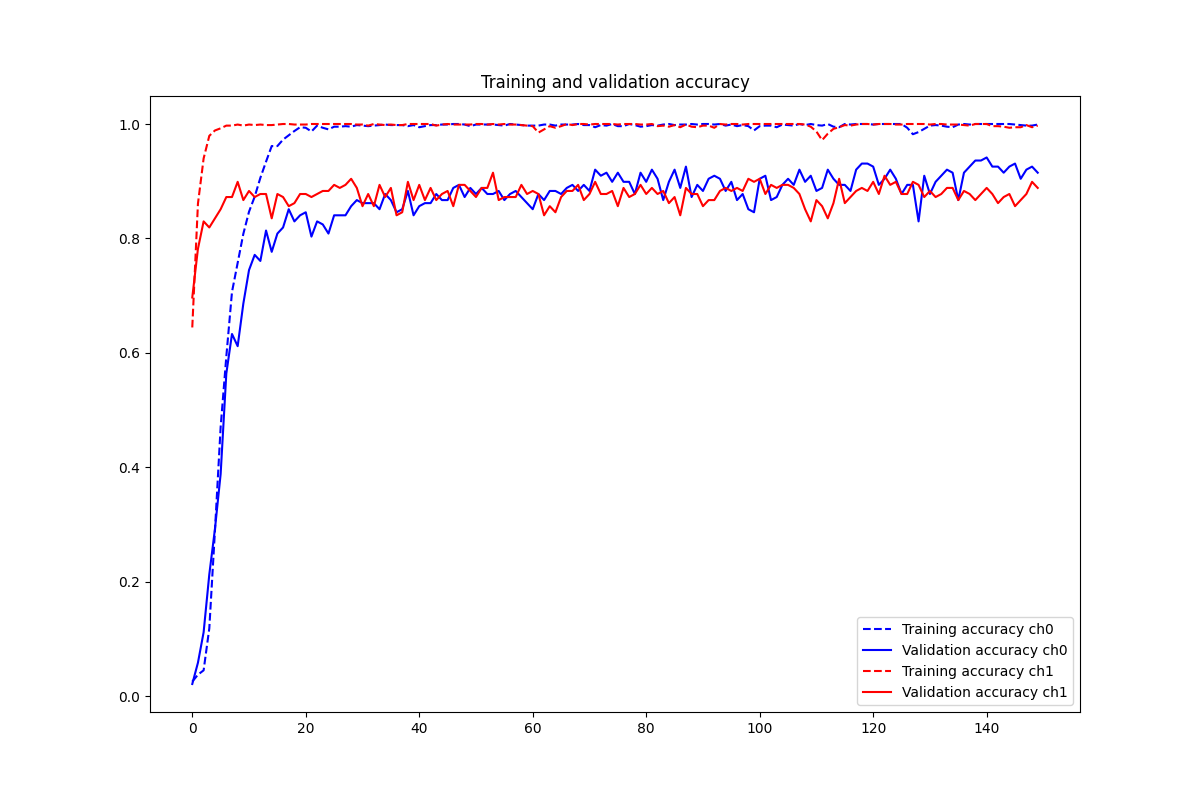 Training and validation accuracy
1.0
0.8
0.6
0.4
0.2
0.0
0 20 40 60 80 100 120 140
Training accuracy ch0
Validation accuracy ch0
Training accuracy ch1
Validation accuracy ch1